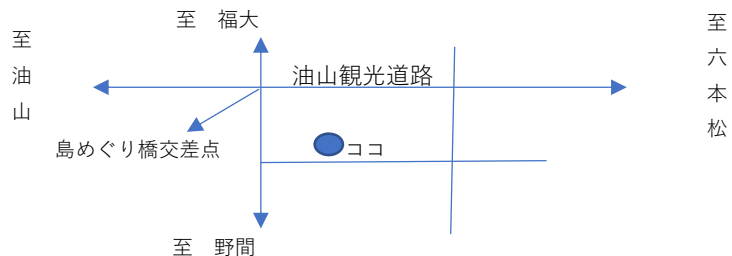 至　福大
至油山
油山観光道路
至六本松
島めぐり橋交差点
ココ
至　野間